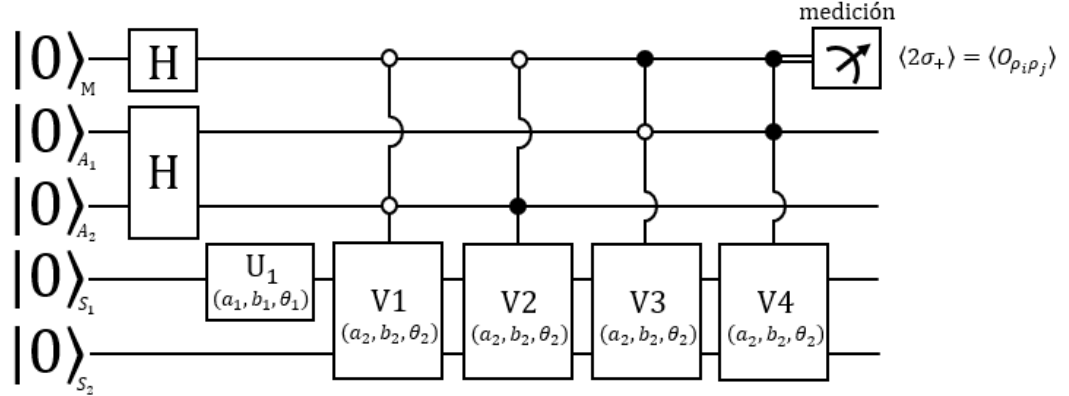 medición
|0⟩M H ⟨2σ₊⟩ = ⟨Oρᵢρⱼ⟩
|0⟩A₁
H
|0⟩A₂
|0⟩S₁ U₁ V1 V2 V3 V4
(a₁, b₁, θ₁) (a₂, b₂, θ₂) (a₂, b₂, θ₂) (a₂, b₂, θ₂) (a₂, b₂, θ₂)
|0⟩S₂